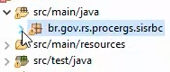 src/main/java
br.gov.rs.procergs.sisrbc
src/main/resources
src/test/java